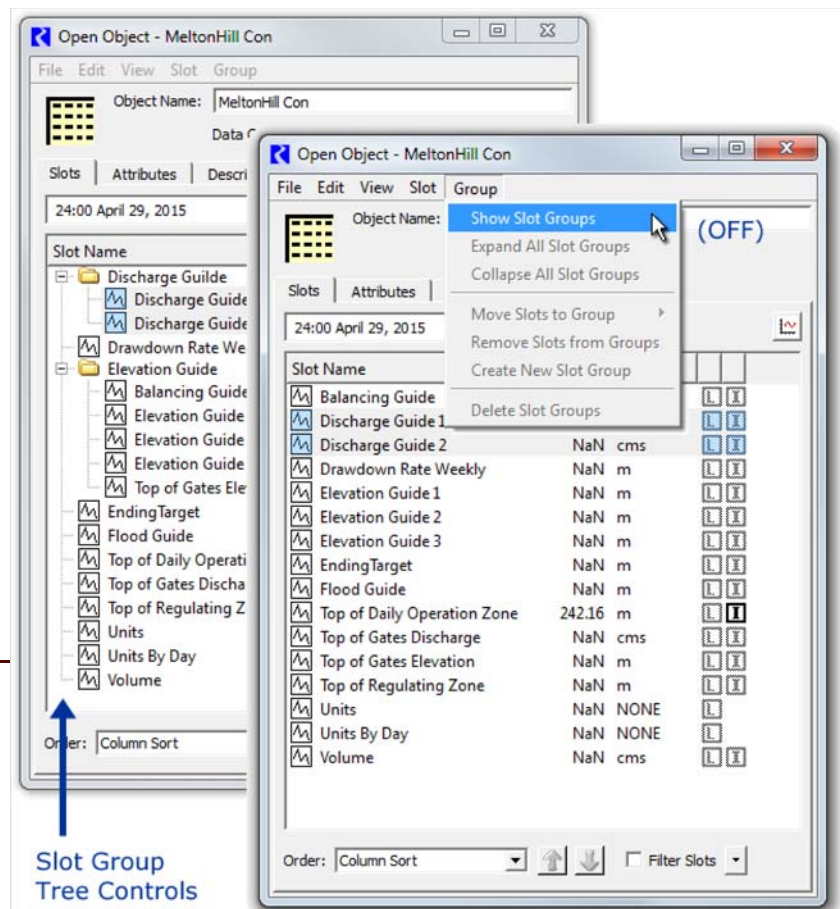 Open Object - MeltonHill Con
File Edit View Slot Group
Object Name: MeltonHill Con
Data
Slots Attributes Descri
24:00 April 29, 2015
Slot Name
Discharge Guilde
Discharge Guide
Discharge Guide
Drawdown Rate We
Elevation Guide
Balancing Guide
Elevation Guide
Elevation Guide
Elevation Guide
Top of Gates Ele
EndingTarget
Flood Guide
Top of Daily Operati
Top of Gates Discha
Top of Regulating Z
Units
Units By Day
Volume
Order: Column Sort
Slot Group
Tree Controls
Open Object - MeltonHill Con
File Edit View Slot Group
Object Name:
Show Slot Groups
(OFF)
Expand All Slot Groups
Collapse All Slot Groups
Move Slots to Group
Remove Slots from Groups
Create New Slot Group
Delete Slot Groups
Slots Attributes
24:00 April 29, 2015
Slot Name
Balancing Guide L I
Discharge Guide 1 L I
Discharge Guide 2 NaN cms L I
Drawdown Rate Weekly NaN m L I
Elevation Guide 1 NaN m L I
Elevation Guide 2 NaN m L I
Elevation Guide 3 NaN m L I
EndingTarget NaN m L I
Flood Guide NaN m L I
Top of Daily Operation Zone 242.16 m L I
Top of Gates Discharge NaN cms L I
Top of Gates Elevation NaN m L I
Top of Regulating Zone NaN m L I
Units NaN NONE L
Units By Day NaN NONE L
Volume NaN cms L I
Order: Column Sort Filter Slots